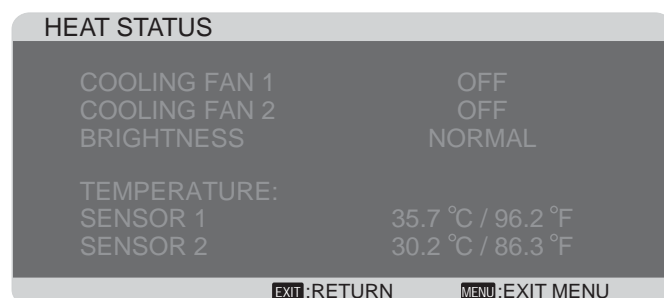 HEAT STATUS
COOLING FAN 1 OFF
COOLING FAN 2 OFF
BRIGHTNESS NORMAL
TEMPERATURE:
SENSOR 1 35.7 °C / 96.2 °F
SENSOR 2 30.2 °C / 86.3 °F
EXIT:RETURN MENU:EXIT MENU